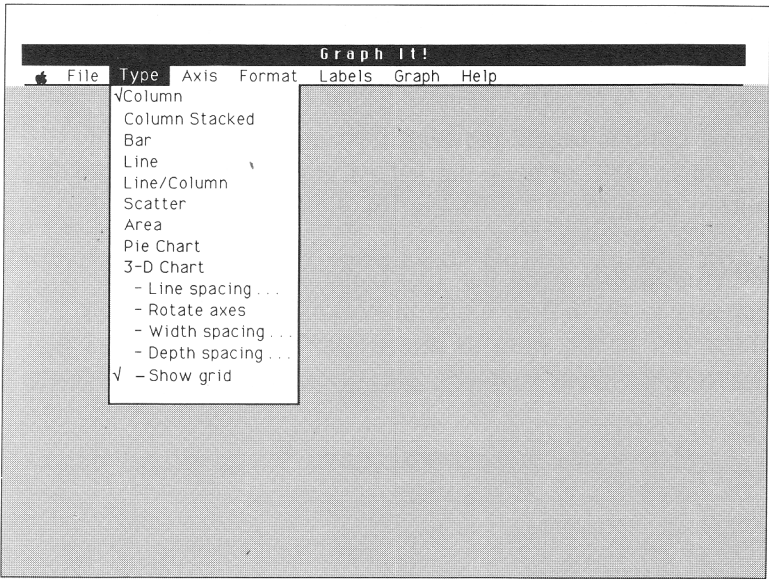 Graph It!
File Type Axis Format Labels Graph Help
√Column
Column Stacked
Bar
Line
Line/Column
Scatter
Area
Pie Chart
3-D Chart
- Line spacing ...
- Rotate axes
- Width spacing ...
- Depth spacing ...
√ - Show grid